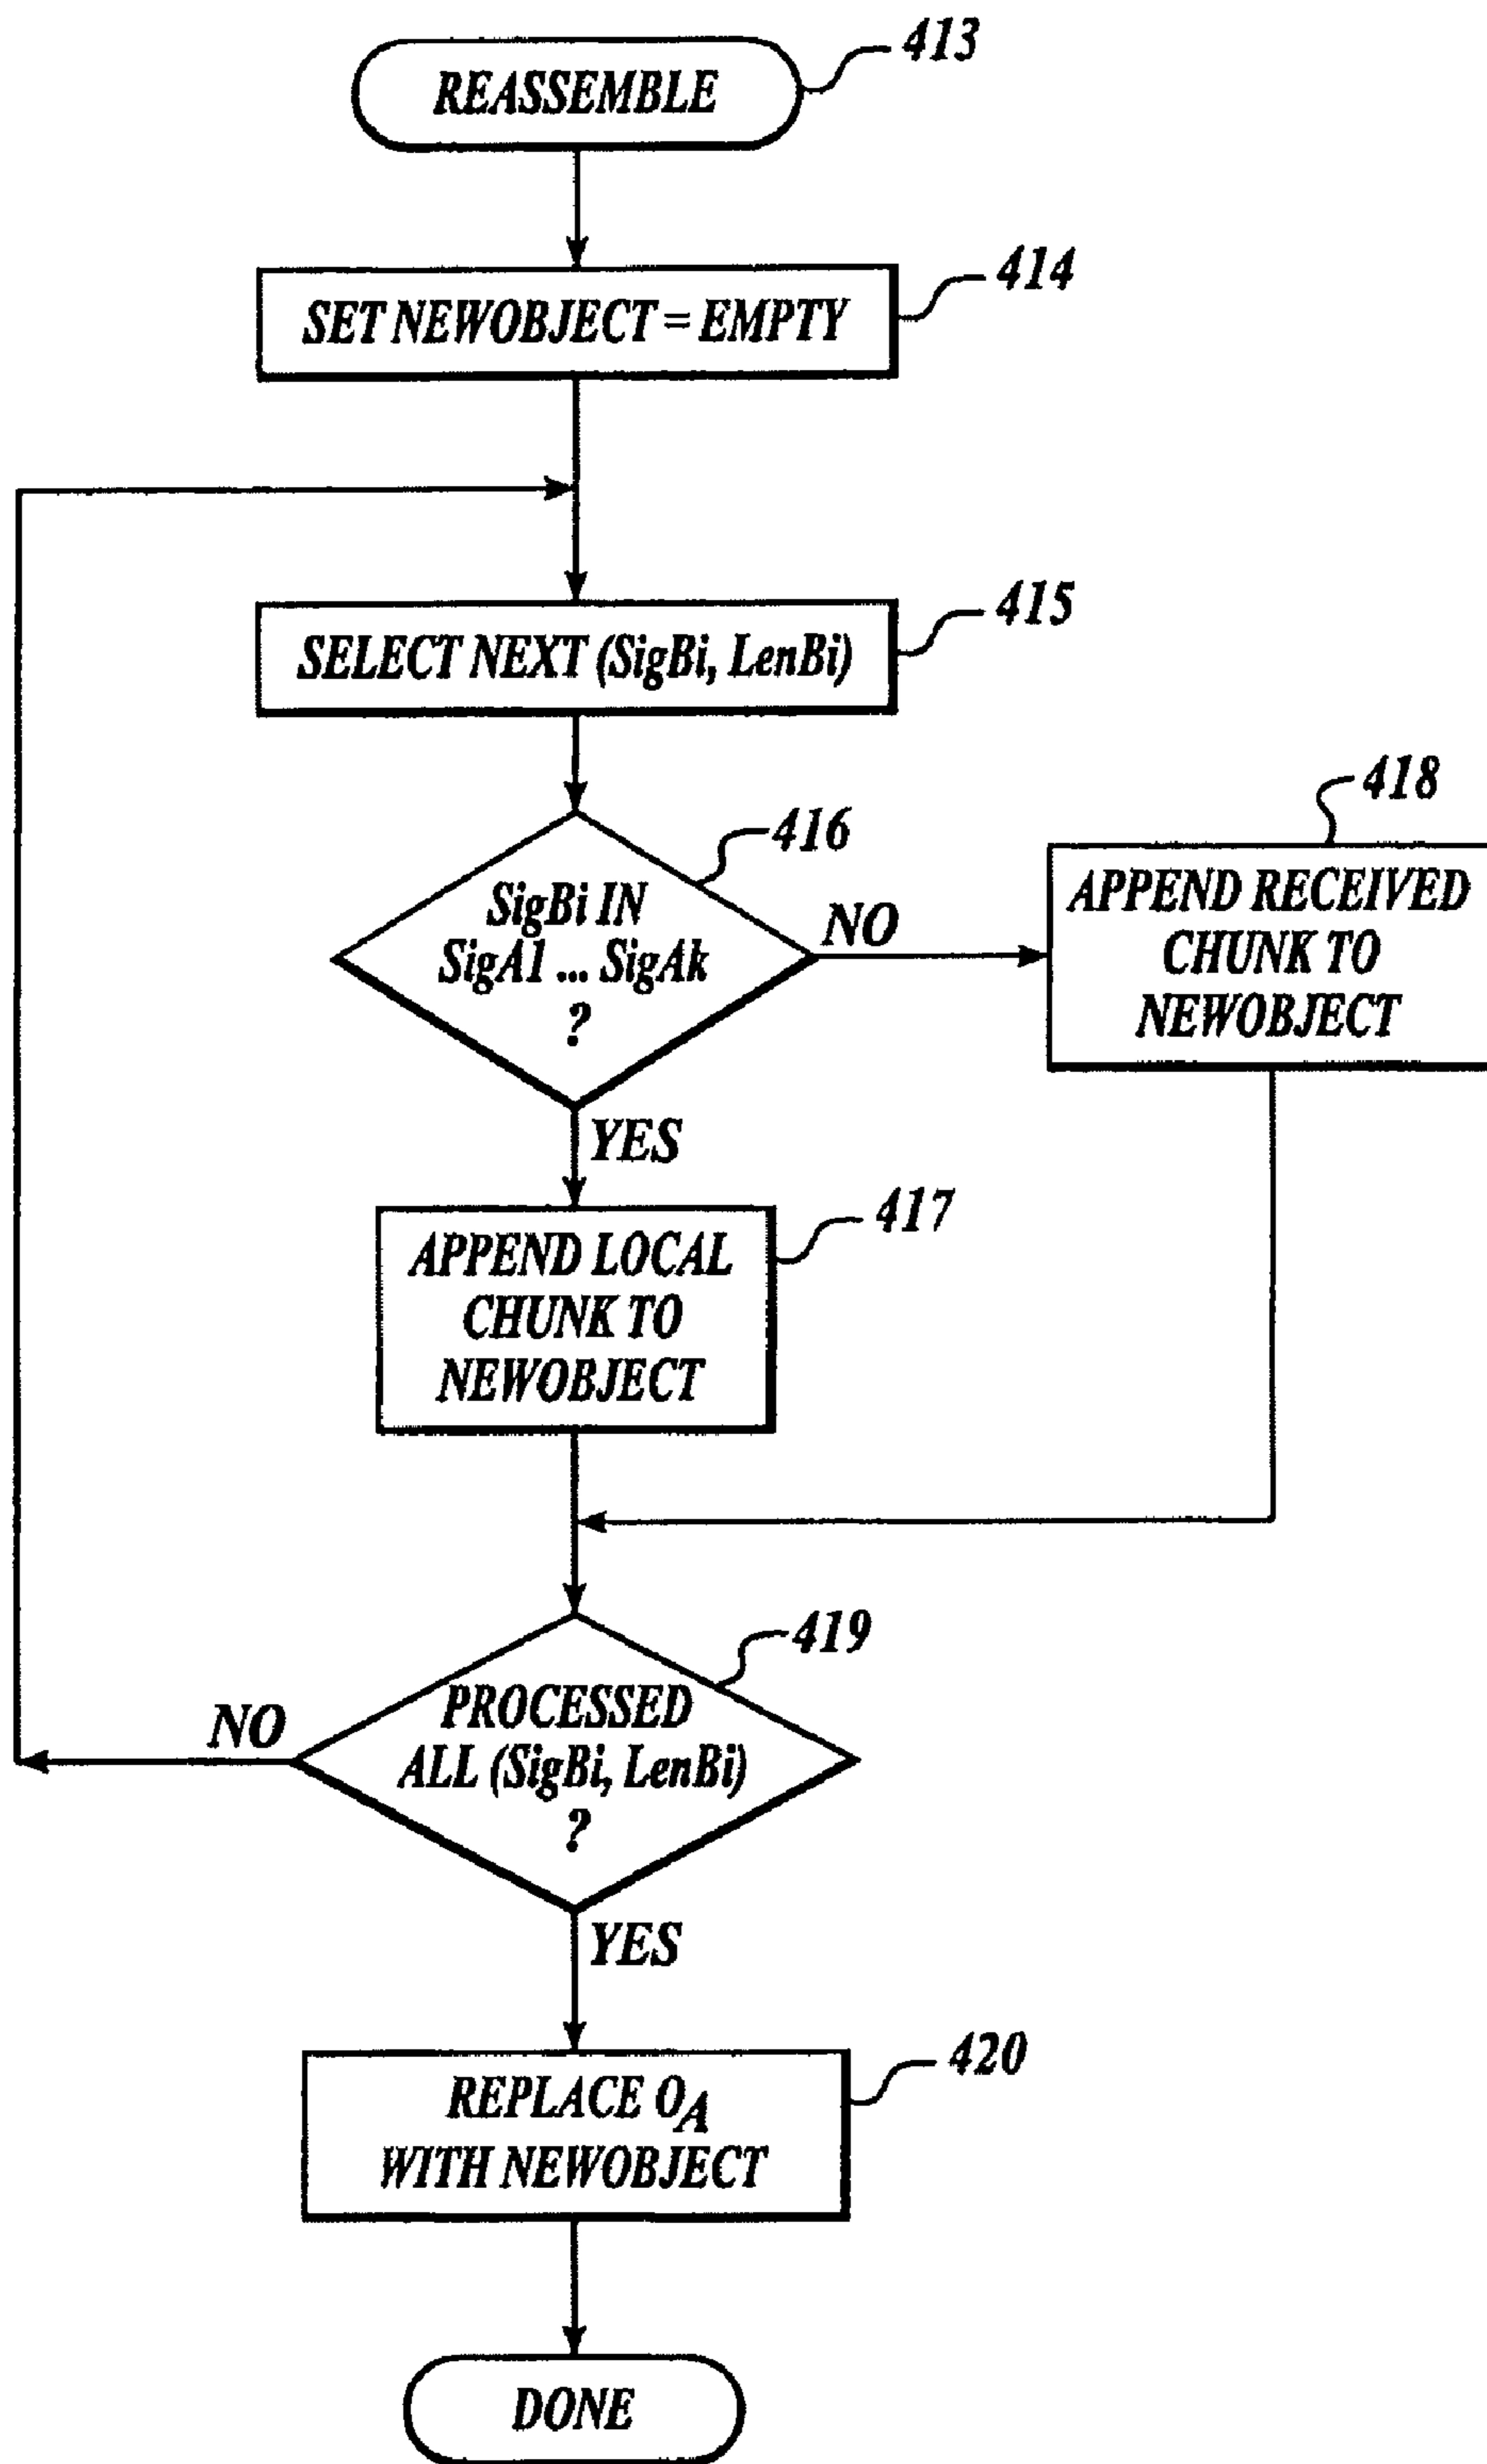 REASSEMBLE
413
SET NEWOBJECT = EMPTY
414
SELECT NEXT (SigBi, LenBi)
415
SigBi IN
SigA1 ... SigAk
?
416
NO
YES
APPEND RECEIVED
CHUNK TO
NEWOBJECT
418
APPEND LOCAL
CHUNK TO
NEWOBJECT
417
PROCESSED
ALL (SigBi, LenBi)
?
419
NO
YES
REPLACE OA
WITH NEWOBJECT
420
DONE